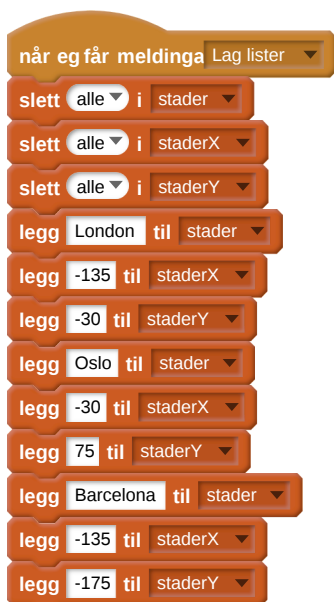 når eg får meldinga Lag lister
slett alle i stader
slett alle i staderX
slett alle i staderY
legg London til stader
legg -135 til staderX
legg -30 til staderY
legg Oslo til stader
legg -30 til staderX
legg 75 til staderY
legg Barcelona til stader
legg -135 til staderX
legg -175 til staderY